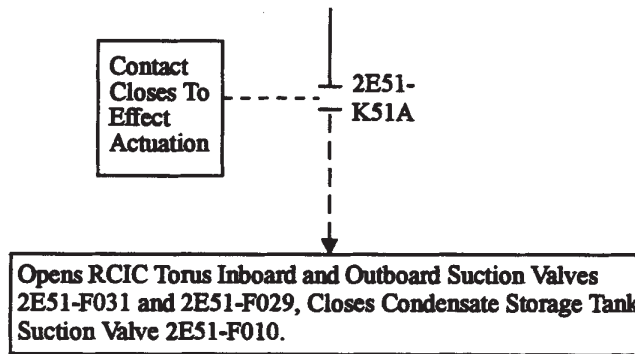 Contact
Closes To
Effect
Actuation
2E51-
K51A
Opens RCIC Torus Inboard and Outboard Suction Valves
2E51-F031 and 2E51-F029, Closes Condensate Storage Tank
Suction Valve 2E51-F010.